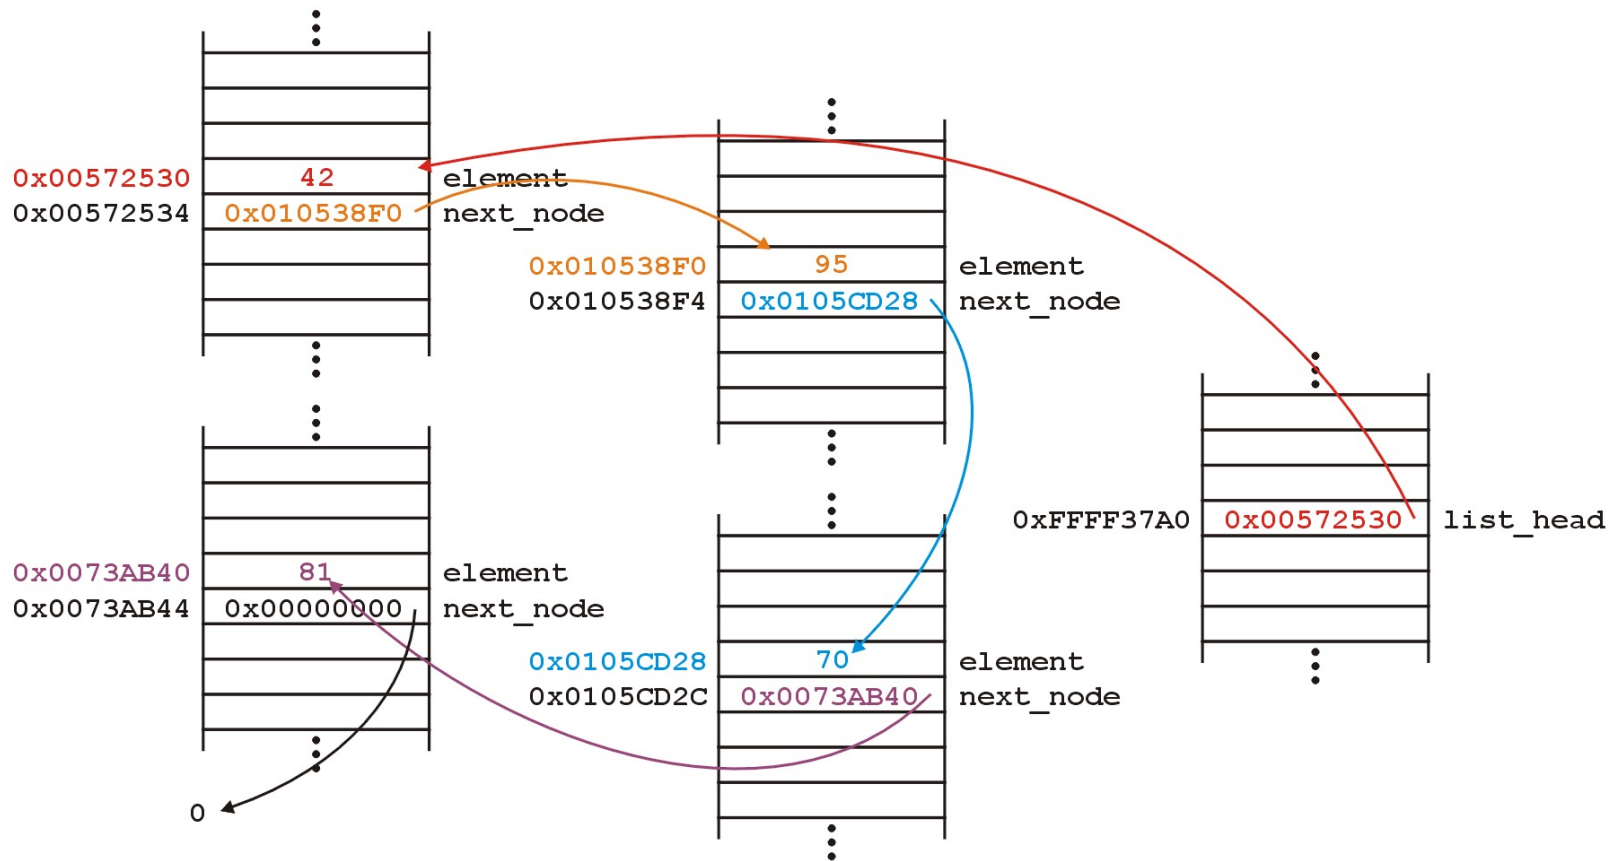 0x00572530 42 element
0x00572534 0x010538F0 next_node
0x010538F0 95 element
0x010538F4 0x0105CD28 next_node
0xFFFF37A0 0x00572530 list_head
0x0073AB40 81 element
0x0073AB44 0x00000000 next_node
0x0105CD28 70 element
0x0105CD2C 0x0073AB40 next_node
0